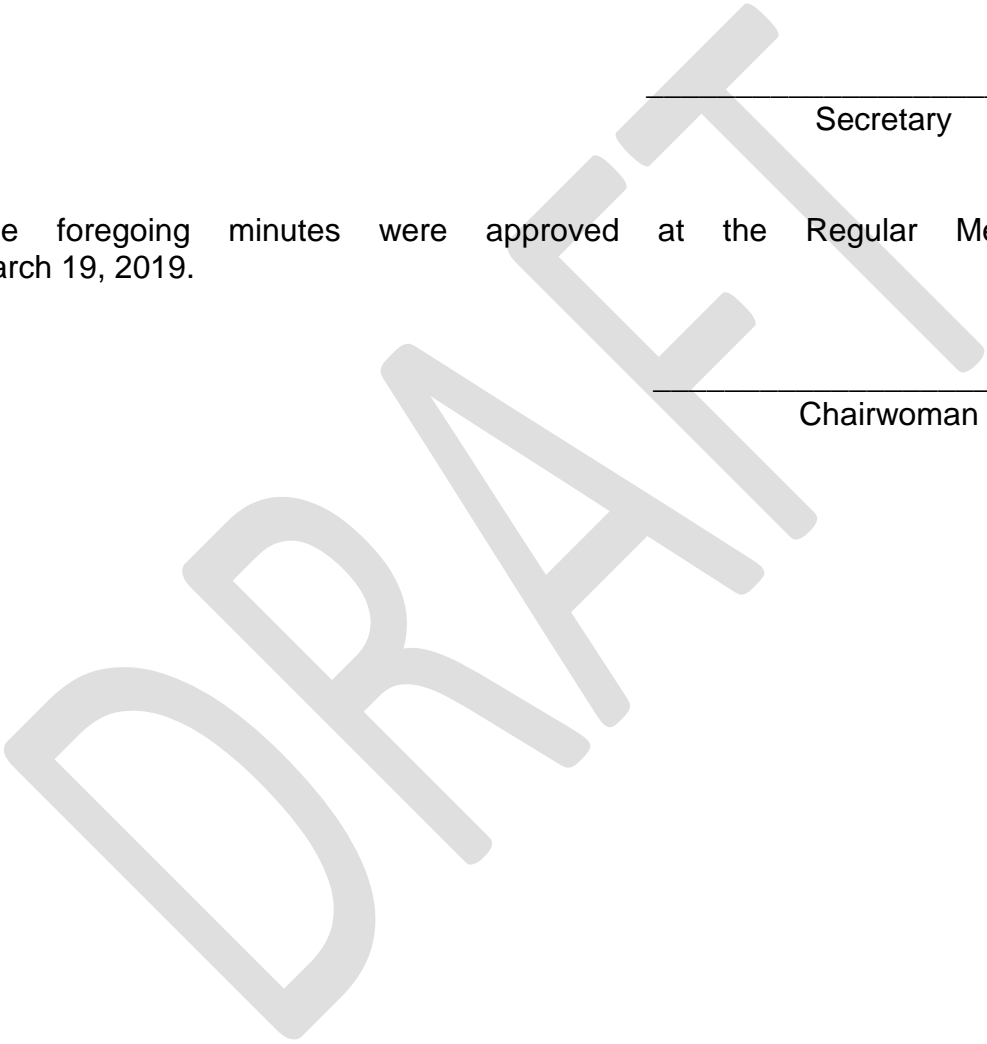 Secretary
e foregoing minutes were approved at the Regular Me
arch 19, 2019.
Chairwoman
DRAFT